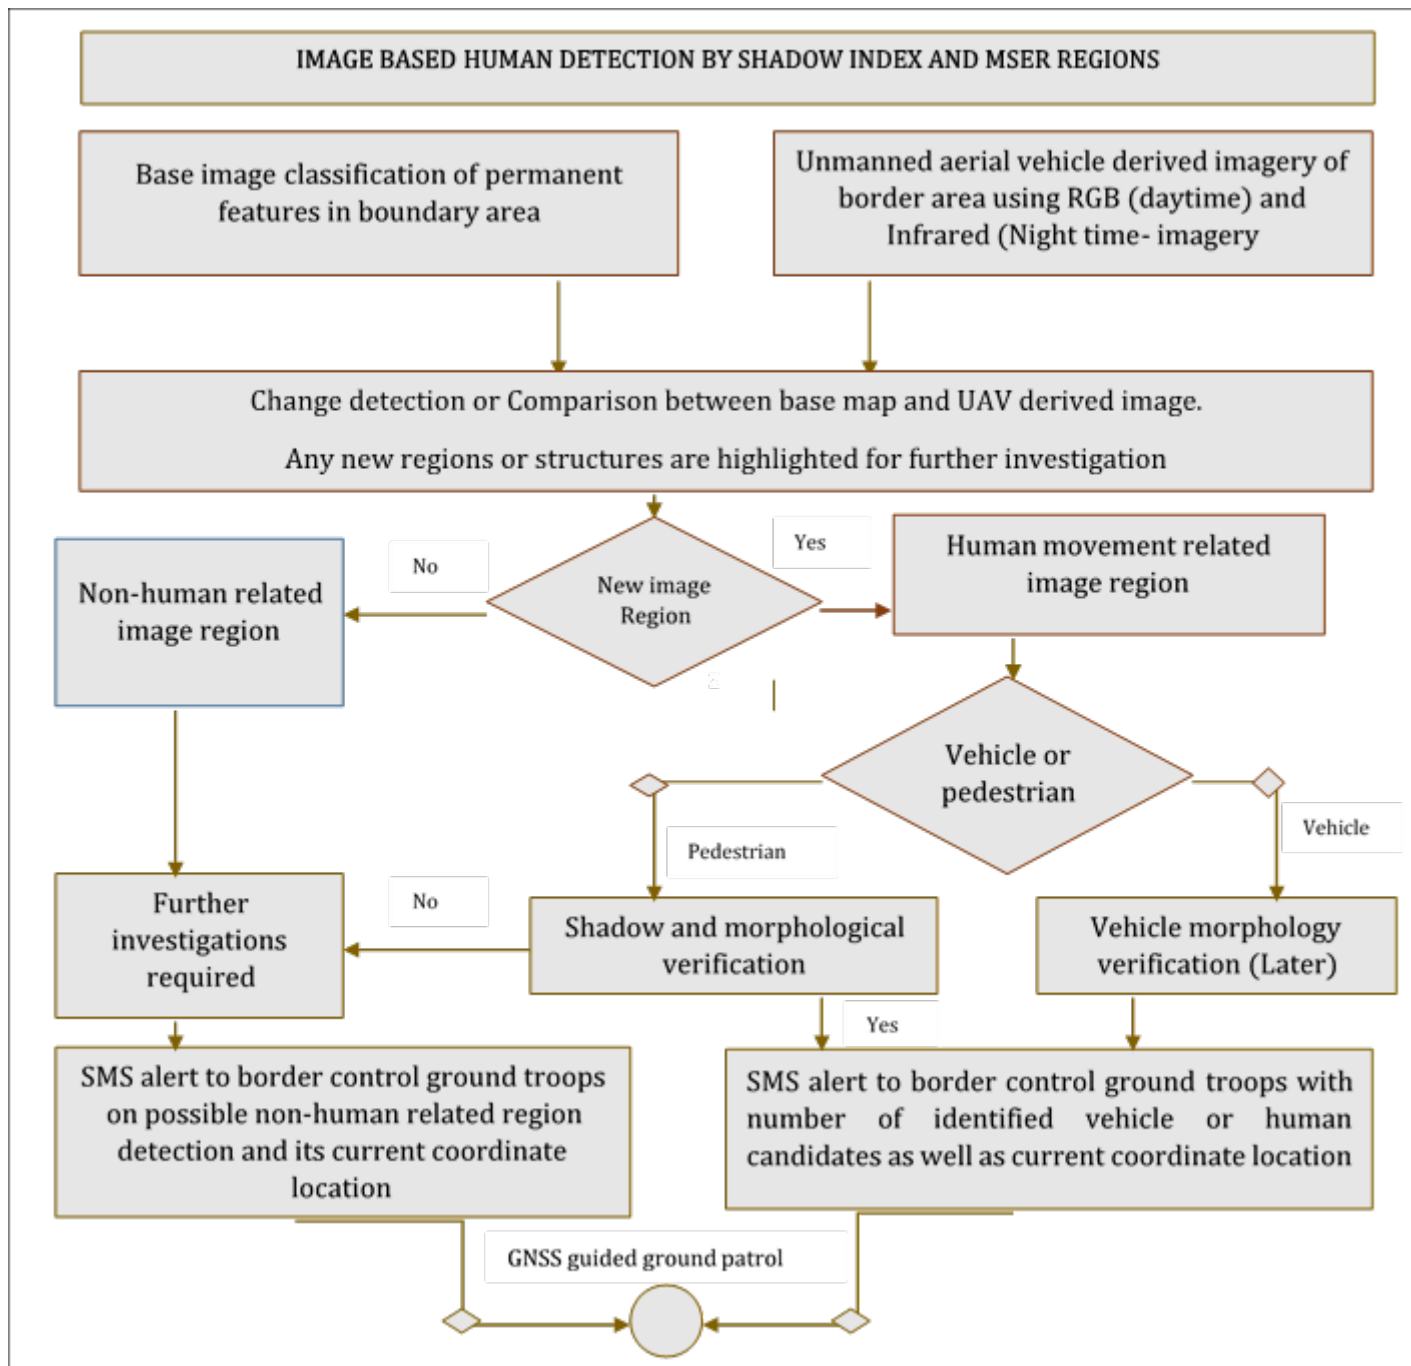 IMAGE BASED HUMAN DETECTION BY SHADOW INDEX AND MSER REGIONS
Base image classification of permanent
features in boundary area
Unmanned aerial vehicle derived imagery of
border area using RGB (daytime) and
Infrared (Night time- imagery
Change detection or Comparison between base map and UAV derived image.
Any new regions or structures are highlighted for further investigation
No
New image
Region
Yes
Human movement related
image region
Non-human related
image region
Vehicle or
pedestrian
Pedestrian
Vehicle
Further
investigations
required
No
Shadow and morphological
verification
Vehicle morphology
verification (Later)
Yes
SMS alert to border control ground troops
on possible non-human related region
detection and its current coordinate
location
SMS alert to border control ground troops with
number of identified vehicle or human
candidates as well as current coordinate location
GNSS guided ground patrol